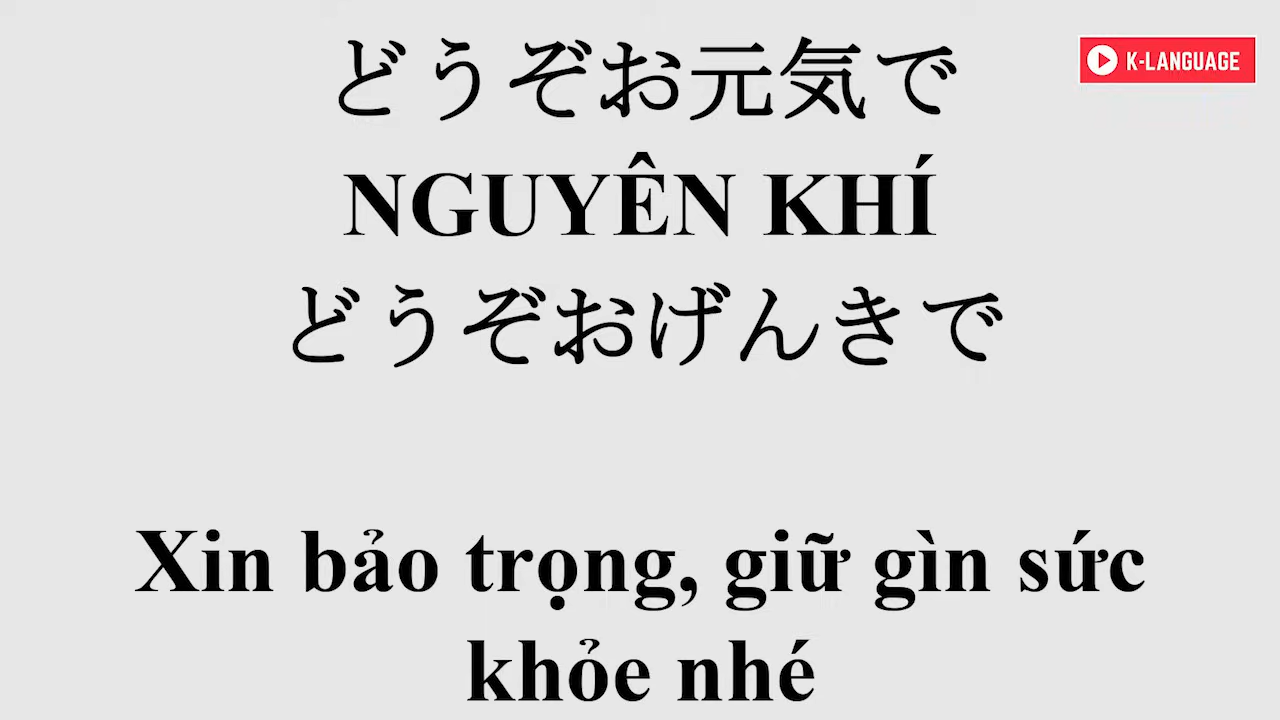 どうぞお元気で
K-LANGUAGE
NGUYÊN KHÍ
どうぞおげんきで
Xin bảo trọng, giữ gìn sức
khỏe nhé